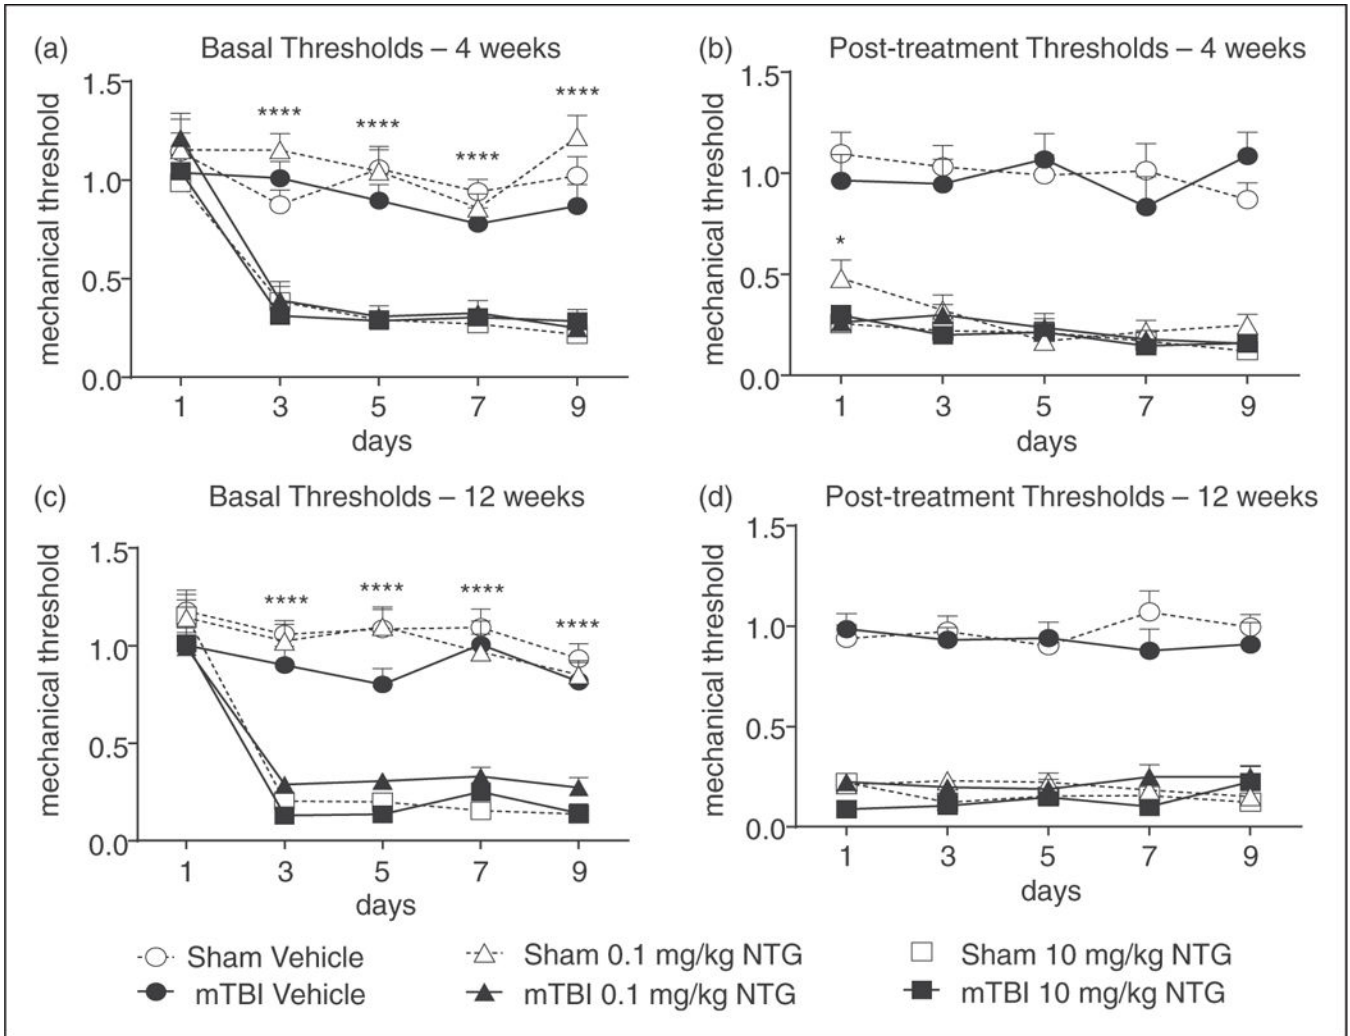 (a) Basal Thresholds – 4 weeks
mechanical threshold
1.5
1.0
0.5
0.0
****
****
****
****
1 3 5 7 9
days
(b) Post-treatment Thresholds – 4 weeks
mechanical threshold
1.5
1.0
0.5
0.0
*
1 3 5 7 9
days
(c) Basal Thresholds – 12 weeks
mechanical threshold
1.5
1.0
0.5
0.0
****
****
****
****
1 3 5 7 9
days
(d) Post-treatment Thresholds – 12 weeks
mechanical threshold
1.5
1.0
0.5
0.0
1 3 5 7 9
days
Sham Vehicle
Sham 0.1 mg/kg NTG
Sham 10 mg/kg NTG
mTBI Vehicle
mTBI 0.1 mg/kg NTG
mTBI 10 mg/kg NTG